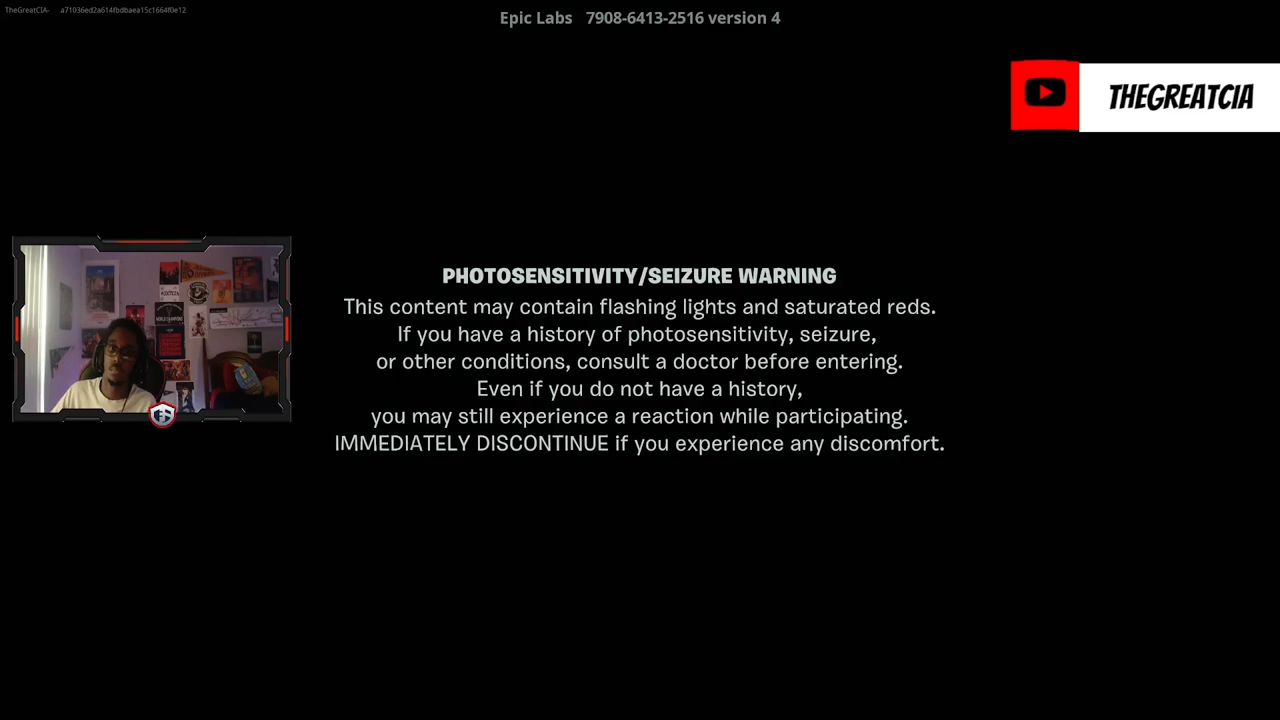 TheGreatCIA- a71036ed2a614fbdbaea15c1664f0e12
Epic Labs 7908-6413-2516 version 4
THEGREATCIA
PHOTOSENSITIVITY/SEIZURE WARNING
This content may contain flashing lights and saturated reds.
If you have a history of photosensitivity, seizure,
or other conditions, consult a doctor before entering.
Even if you do not have a history,
you may still experience a reaction while participating.
IMMEDIATELY DISCONTINUE if you experience any discomfort.